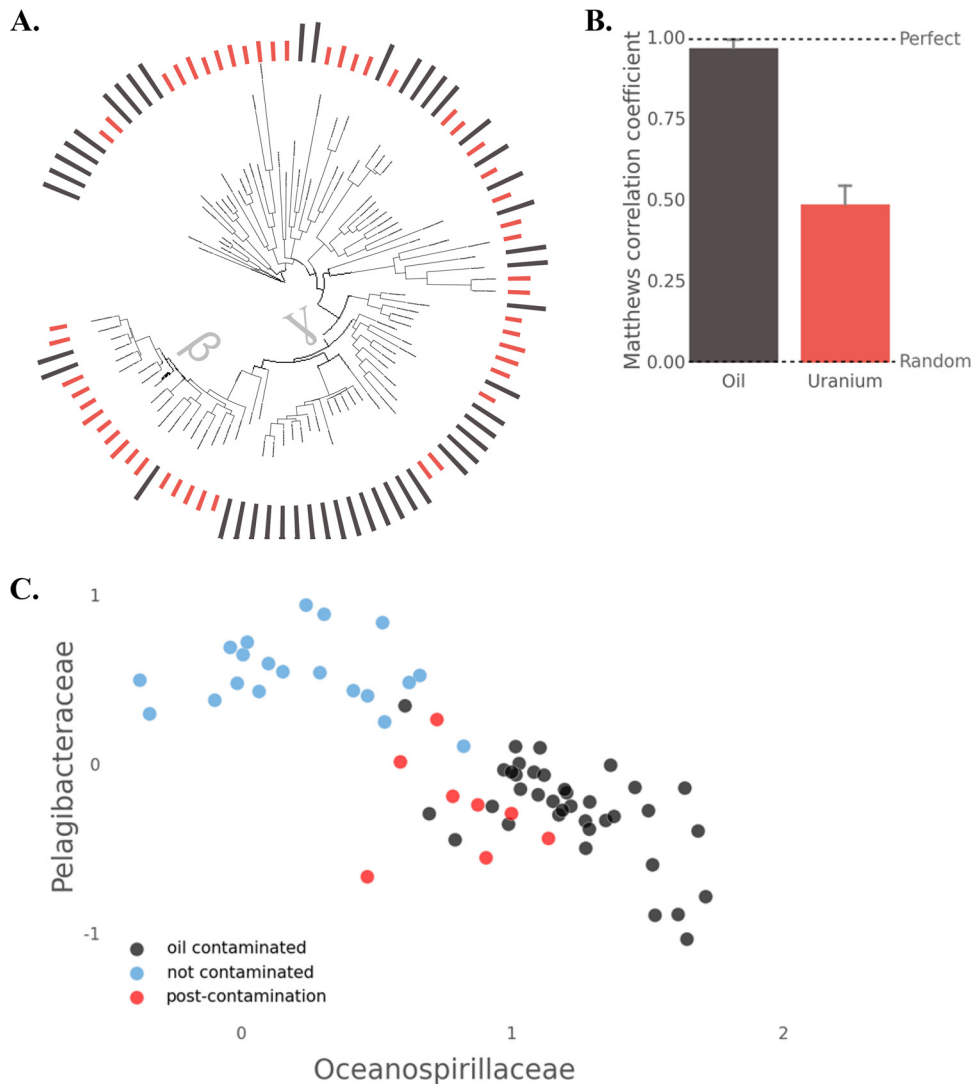 A.
β
γ
B.
Matthews correlation coefficient
1.00
0.75
0.50
0.25
0.00
Perfect
Random
Oil
Uranium
C.
Pelagibacteraceae
1
0
-1
oil contaminated
not contaminated
post-contamination
0
1
2
Oceanospirillaceae